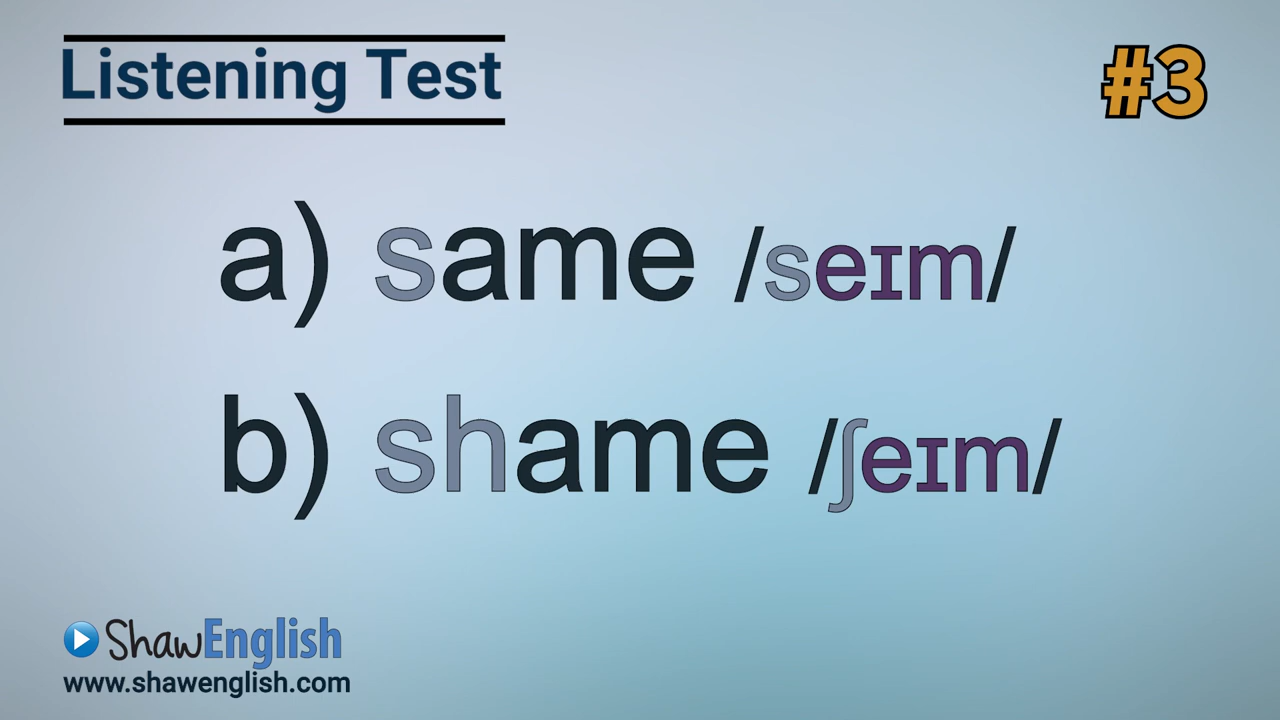 Listening Test
#3
a) same /seɪm/
b) shame /ʃeɪm/
ShawEnglish
www.shawenglish.com